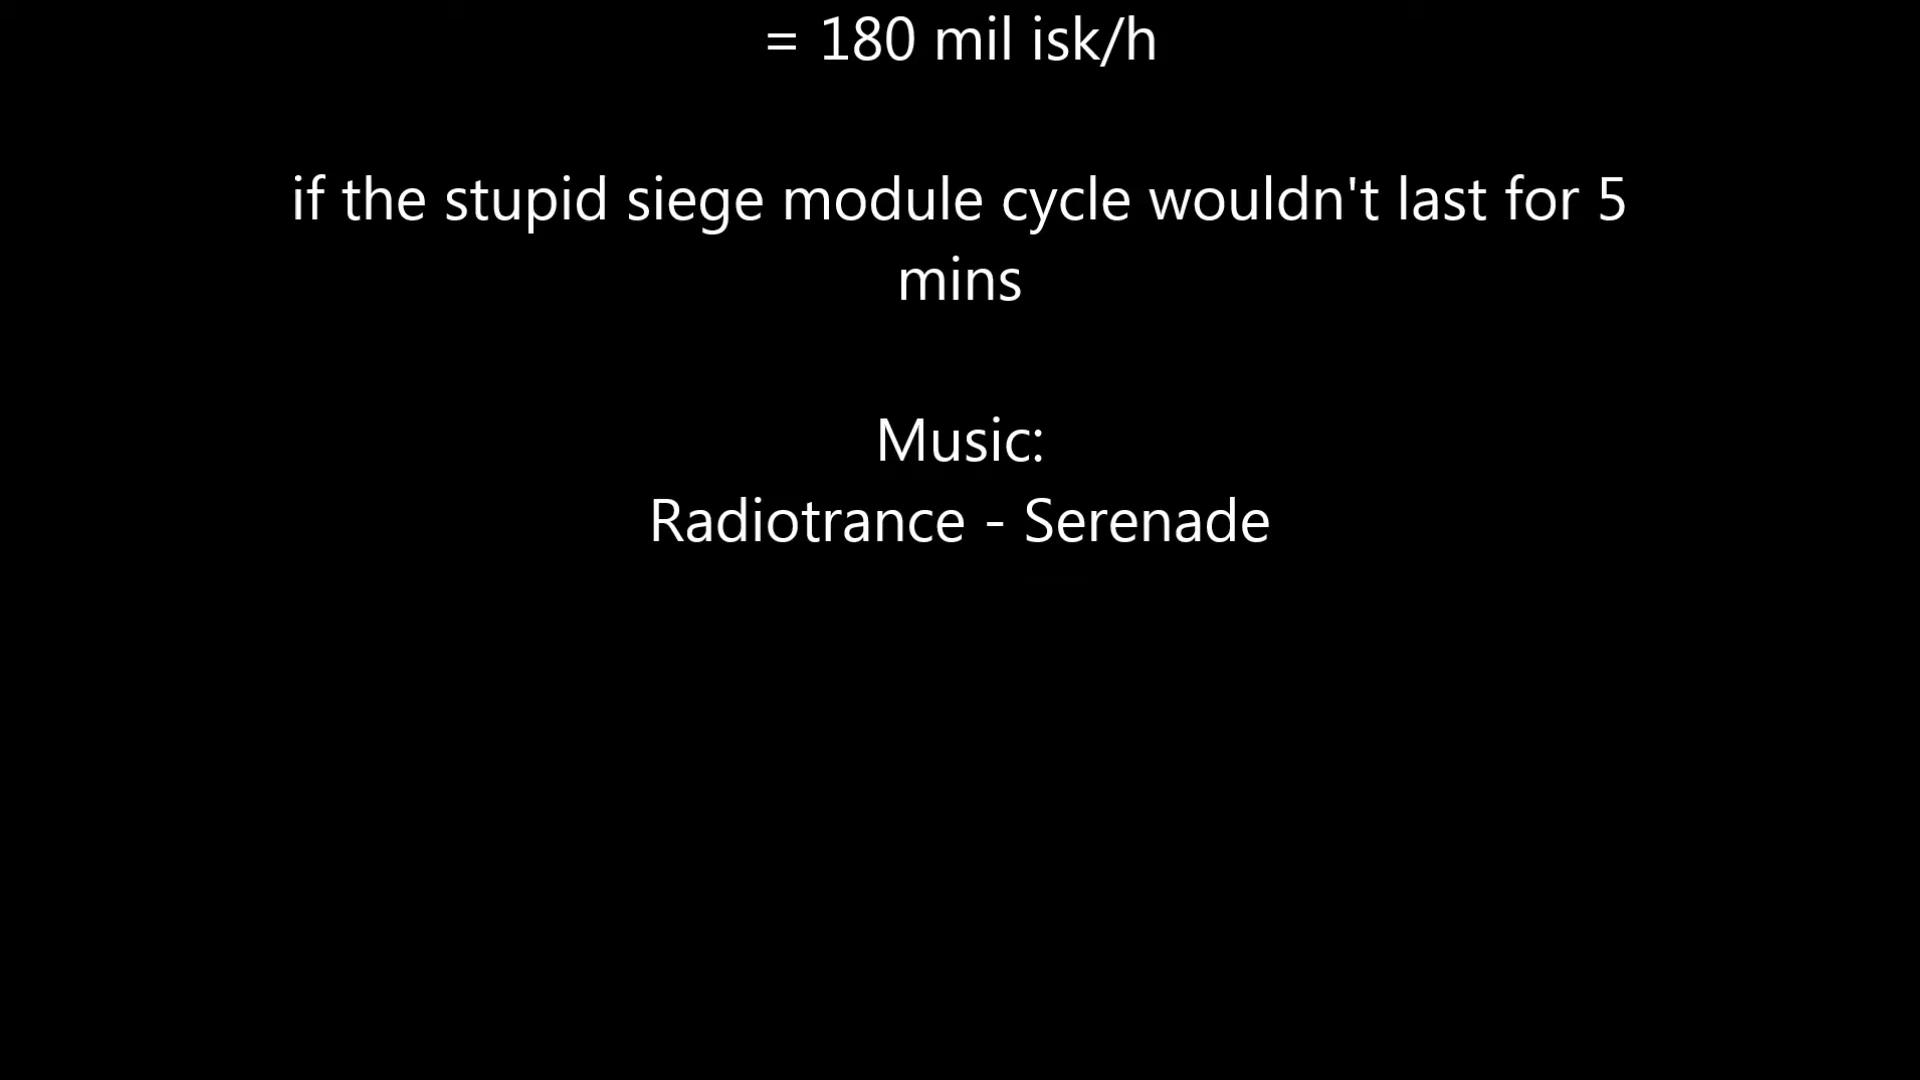 = 180 mil isk/h
if the stupid siege module cycle wouldn't last for 5
mins
Music:
Radiotrance - Serenade